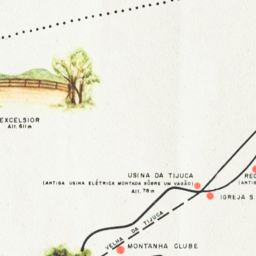 EXCELSIOR
Alt. 611m
USINA DA TIJUCA
(ANTIGA USINA ELÉTRICA MONTADA SÔBRE UM VAGÃO)
Alt. 78m
IGREJA S.
VELHA DA TIJUCA
MONTANHA CLUBE